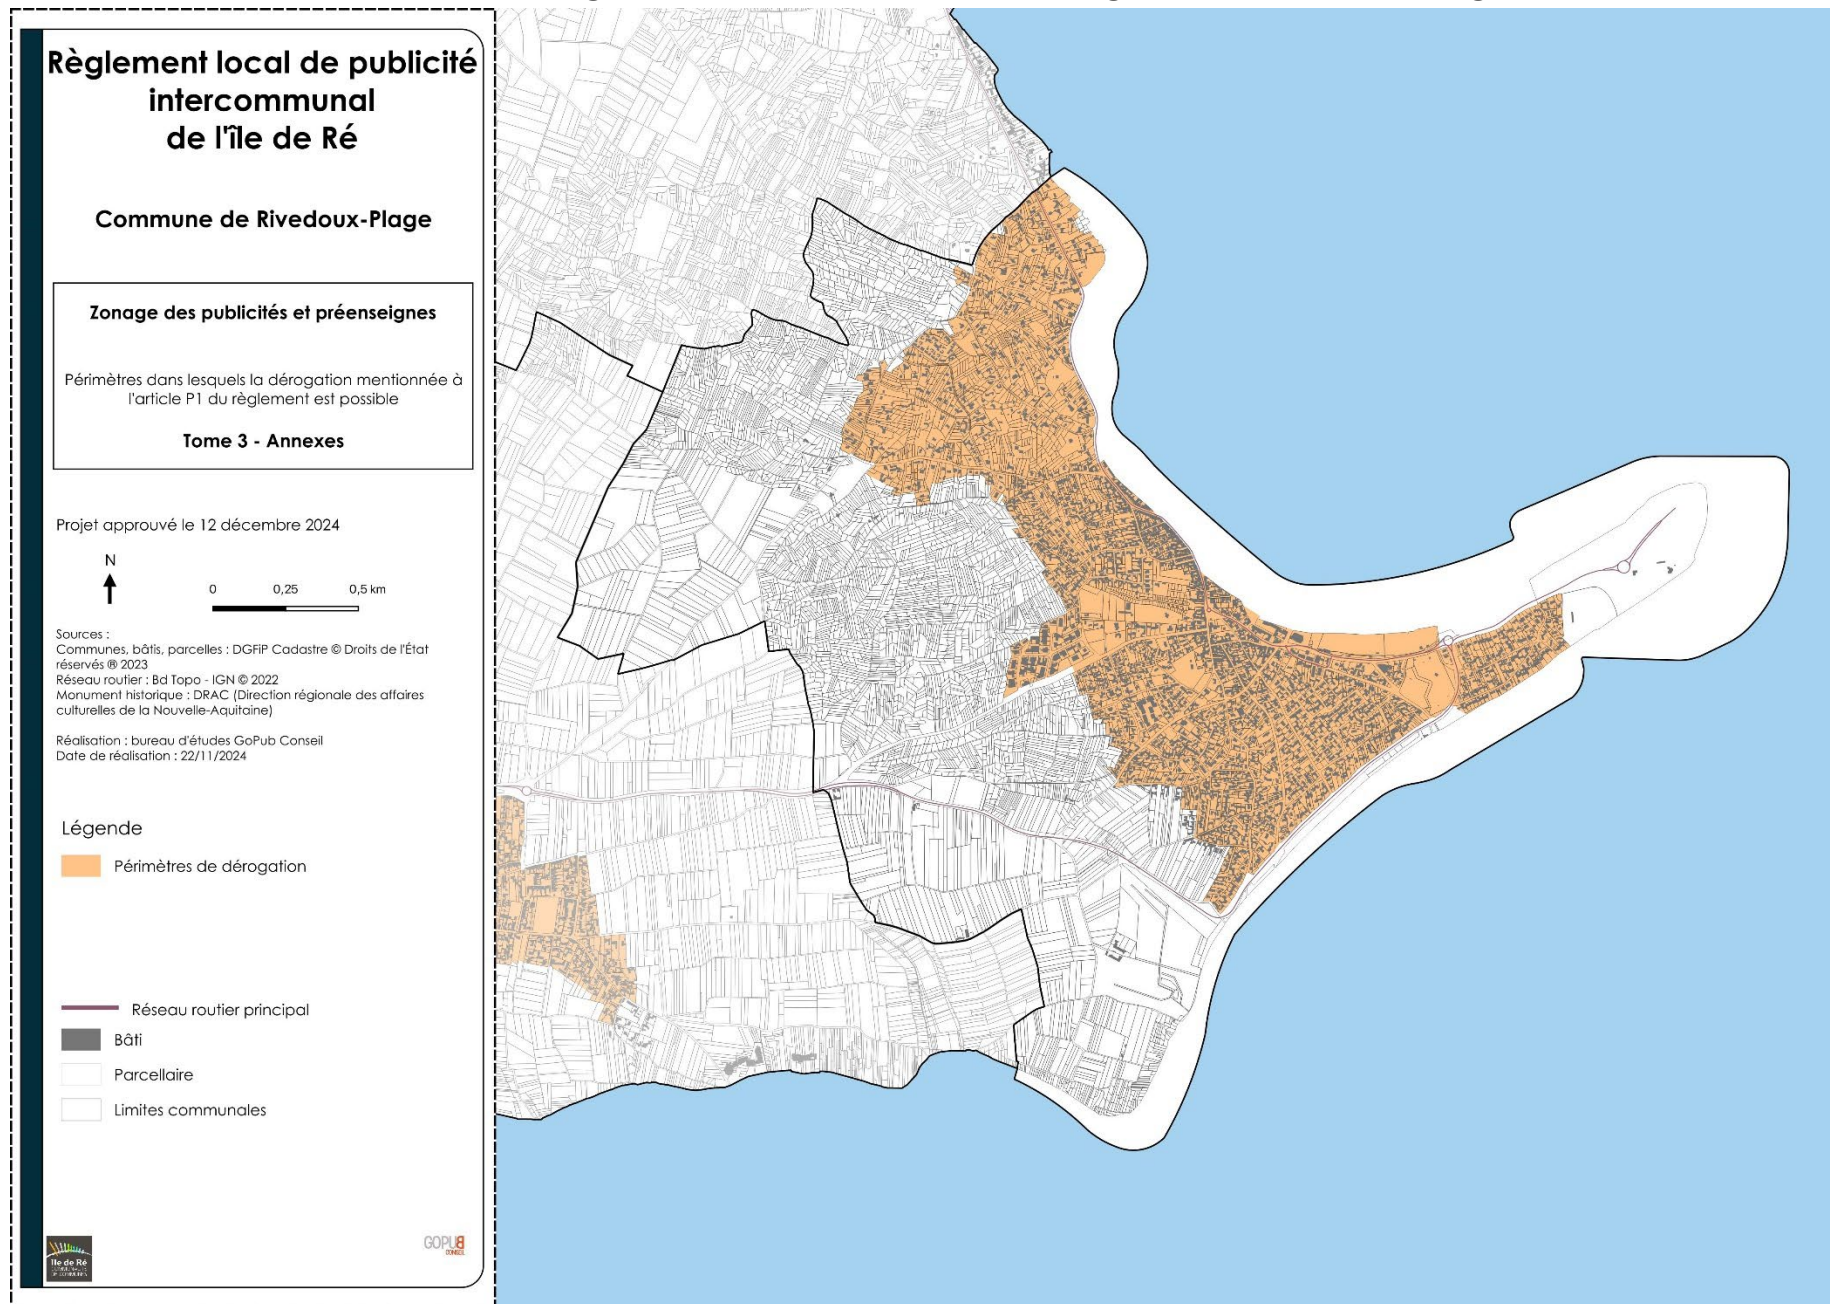 Règlement local de publicité
intercommunal
de l'île de Ré
Commune de Rivedoux-Plage
Zonage des publicités et préenseignes
Périmètres dans lesquels la dérogation mentionnée à
l'article P1 du règlement est possible
Tome 3 - Annexes
Projet approuvé le 12 décembre 2024
N
0 0,25 0,5 km
Sources :
Communes, bâtis, parcelles : DGFiP Cadastre © Droits de l'État
réservés ® 2023
Réseau routier : Bd Topo - IGN © 2022
Monument historique : DRAC (Direction régionale des affaires
culturelles de la Nouvelle-Aquitaine)
Réalisation : bureau d'études GoPub Conseil
Date de réalisation : 22/11/2024
Légende
Périmètres de dérogation
Réseau routier principal
Bâti
Parcellaire
Limites communales
Ile de Ré
COMMUNAUTÉ
DE COMMUNES
GOPUB
CONSEIL